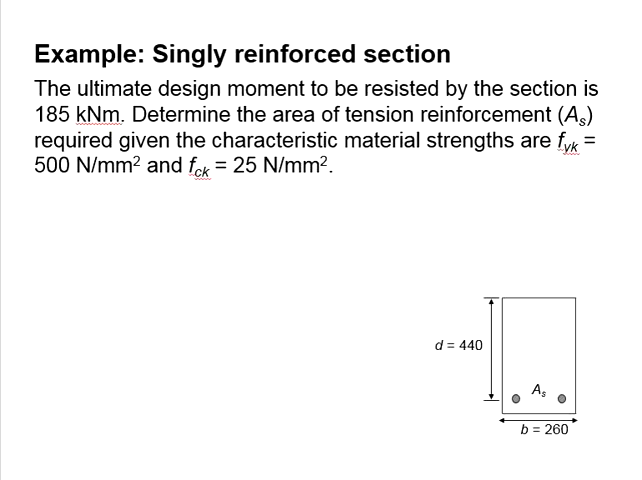 Example: Singly reinforced section
The ultimate design moment to be resisted by the section is
185 kNm. Determine the area of tension reinforcement (Aₛ)
required given the characteristic material strengths are fyk =
500 N/mm² and fck = 25 N/mm².
d = 440
Aₛ
b = 260